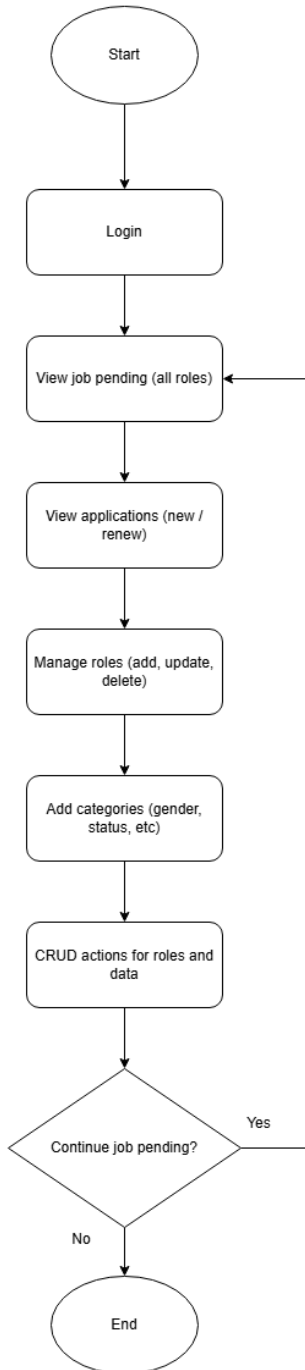 Start
Login
View job pending (all roles)
View applications (new /
renew)
Manage roles (add, update,
delete)
Add categories (gender,
status, etc)
CRUD actions for roles and
data
Continue job pending?
Yes
No
End